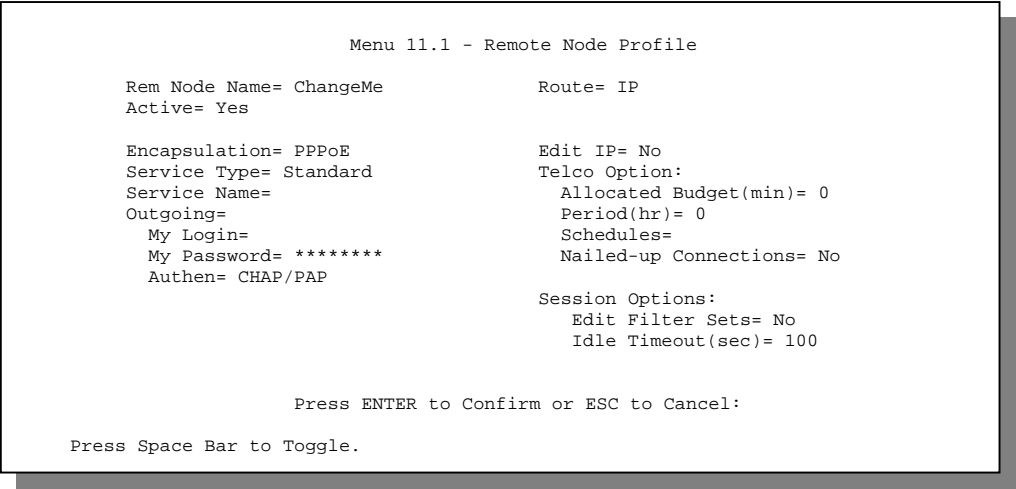 Menu 11.1 - Remote Node Profile
Rem Node Name= ChangeMe Route= IP
Active= Yes
Encapsulation= PPPoE Edit IP= No
Service Type= Standard Telco Option:
Service Name= Allocated Budget(min)= 0
Outgoing= Period(hr)= 0
My Login= Schedules=
My Password= ******** Nailed-up Connections= No
Authen= CHAP/PAP
Session Options:
Edit Filter Sets= No
Idle Timeout(sec)= 100
Press ENTER to Confirm or ESC to Cancel:
Press Space Bar to Toggle.